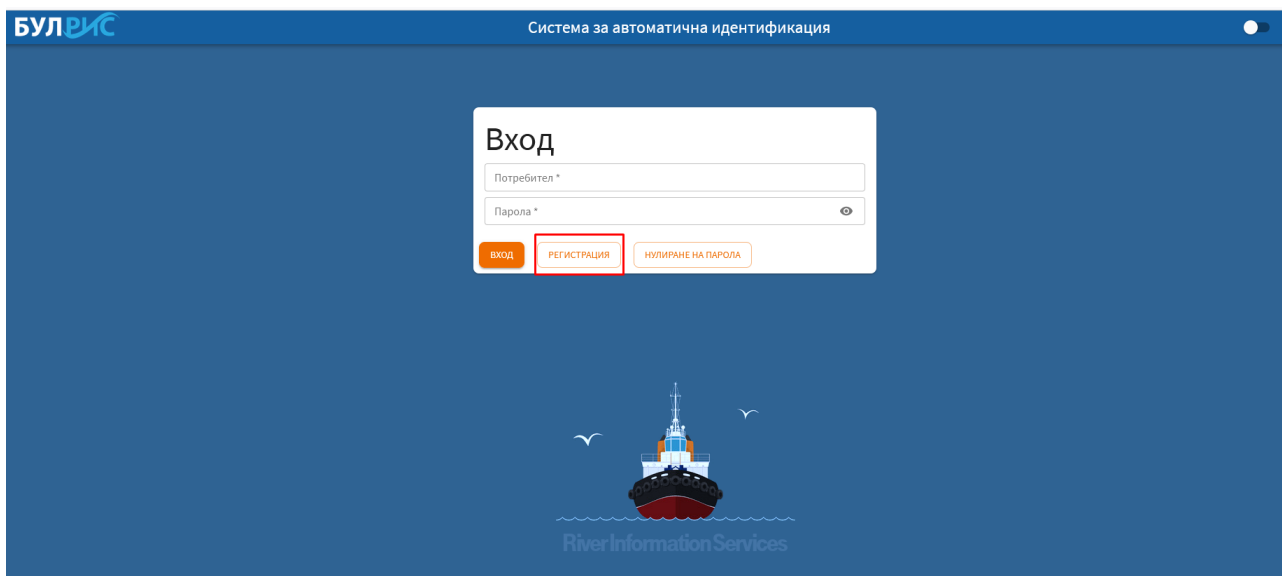 БУЛРИС
Система за автоматична идентификация
Вход
Потребител *
Парола *
ВХОД
РЕГИСТРАЦИЯ
НУЛИРАНЕ НА ПАРОЛА
River Information Services